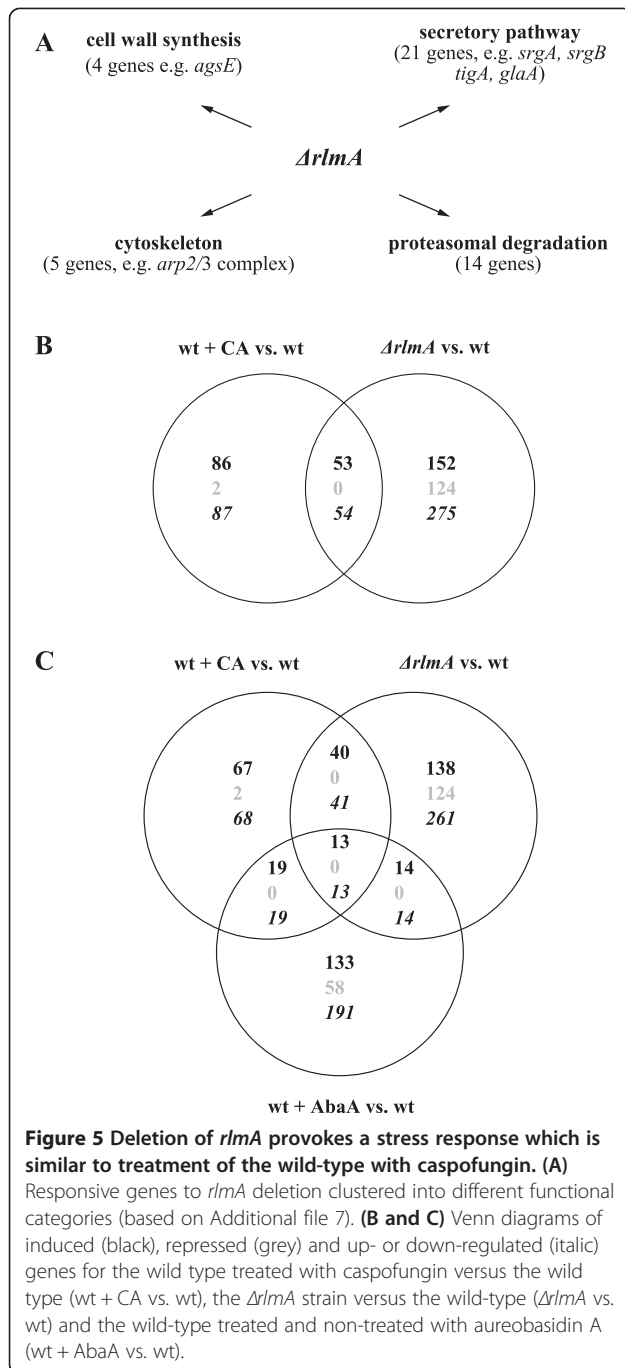 A
cell wall synthesis
(4 genes e.g. agsE)
secretory pathway
(21 genes, e.g. srgA, srgB
tigA, glaA)
ΔrlmA
cytoskeleton
(5 genes, e.g. arp2/3 complex)
proteasomal degradation
(14 genes)
B
wt + CA vs. wt
ΔrlmA vs. wt
86
2
87
53
0
54
152
124
275
C
wt + CA vs. wt
ΔrlmA vs. wt
67
2
68
40
0
41
138
124
261
19
0
19
13
0
13
14
0
14
133
58
191
wt + AbaA vs. wt
Figure 5 Deletion of rlmA provokes a stress response which is
similar to treatment of the wild-type with caspofungin. (A)
Responsive genes to rlmA deletion clustered into different functional
categories (based on Additional file 7). (B and C) Venn diagrams of
induced (black), repressed (grey) and up- or down-regulated (italic)
genes for the wild type treated with caspofungin versus the wild
type (wt + CA vs. wt), the ΔrlmA strain versus the wild-type (ΔrlmA vs.
wt) and the wild-type treated and non-treated with aureobasidin A
(wt + AbaA vs. wt).